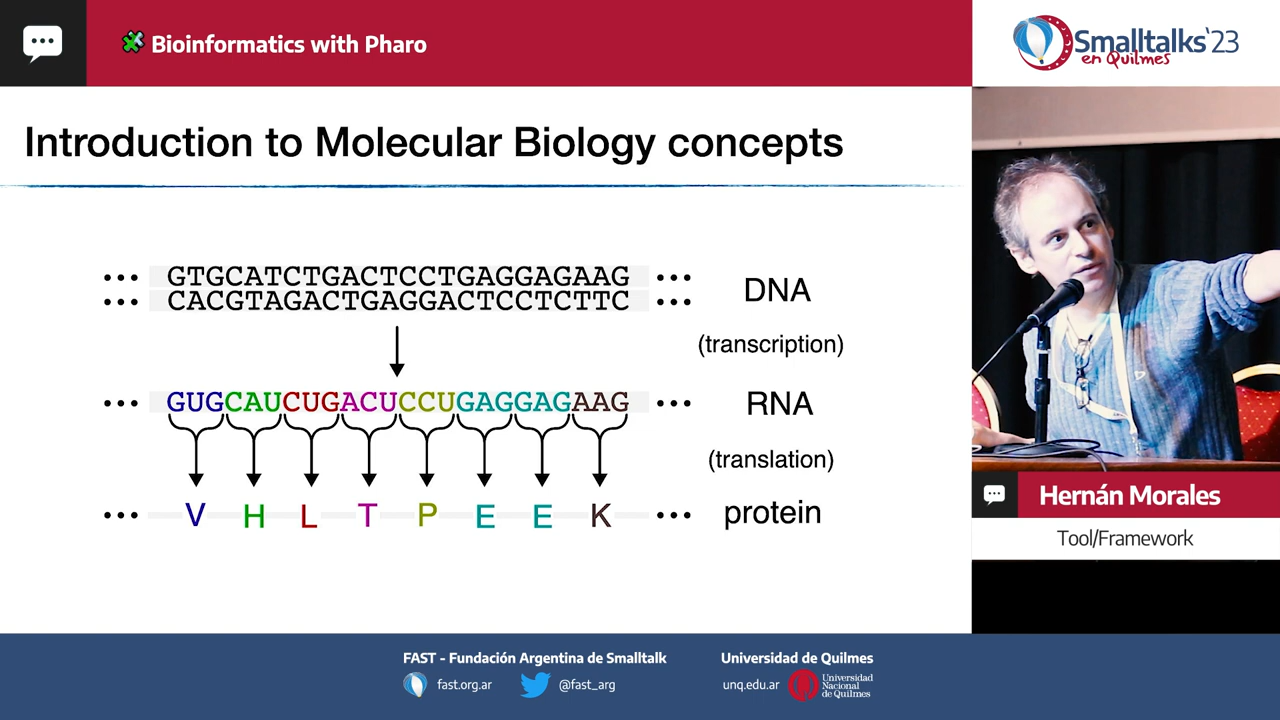 Bioinformatics with Pharo
Smalltalks'23
en Quilmes
Introduction to Molecular Biology concepts
... GTGCATCTGACTCCTGAGGAGAAG ... DNA
... CACGTAGACTGAGGACTCCTCTTC ...
(transcription)
... GUGCAUCUGACUCCUGAGGAGAAG ... RNA
(translation)
... V H L T P E E K ... protein
Hernán Morales
Tool/Framework
FAST - Fundación Argentina de Smalltalk
fast.org.ar @fast_arg
Universidad de Quilmes
unq.edu.ar
Universidad
Nacional
de Quilmes